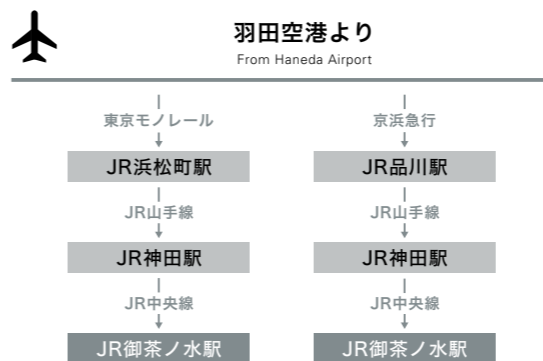 羽田空港より
From Haneda Airport
東京モノレール
JR浜松町駅
JR山手線
JR神田駅
JR中央線
JR御茶ノ水駅
京浜急行
JR品川駅
JR山手線
JR神田駅
JR中央線
JR御茶ノ水駅